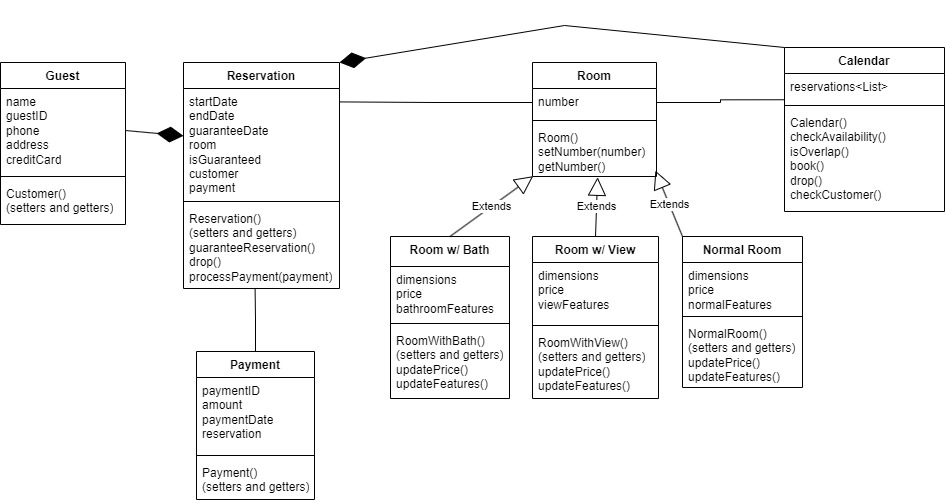 Guest
name
guestID
phone
address
creditCard
Customer()
(setters and getters)
Reservation
startDate
endDate
guaranteeDate
room
isGuaranteed
customer
payment
Reservation()
(setters and getters)
guaranteeReservation()
drop()
processPayment(payment)
Room
number
Room()
setNumber(number)
getNumber()
Calendar
reservations<List>
Calendar()
checkAvailability()
isOverlap()
book()
drop()
checkCustomer()
Extends
Extends
Extends
Room w/ Bath
dimensions
price
bathroomFeatures
RoomWithBath()
(setters and getters)
updatePrice()
updateFeatures()
Room w/ View
dimensions
price
viewFeatures
RoomWithView()
(setters and getters)
updatePrice()
updateFeatures()
Normal Room
dimensions
price
normalFeatures
NormalRoom()
(setters and getters)
updatePrice()
updateFeatures()
Payment
paymentID
amount
paymentDate
reservation
Payment()
(setters and getters)